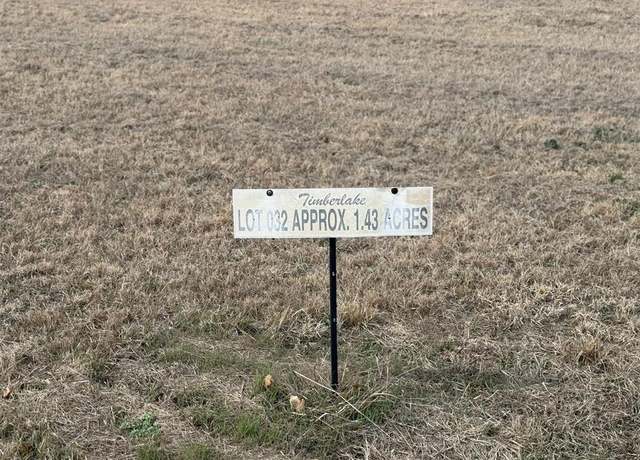 Timberlake
LOT 032 APPROX. 1.43 ACRES